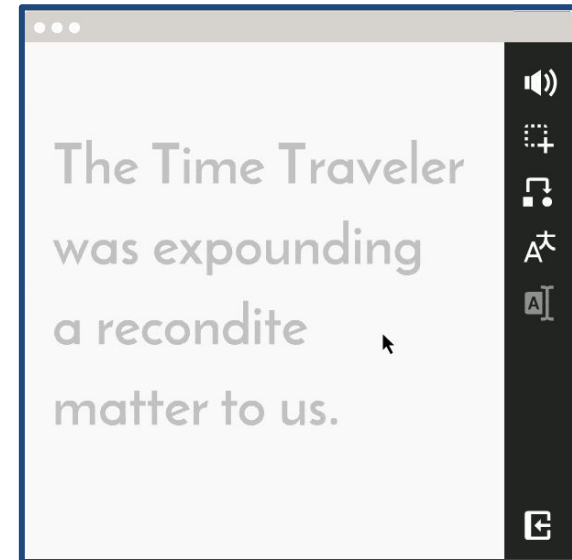 The Time Traveler
was expounding
a recondite
matter to us.